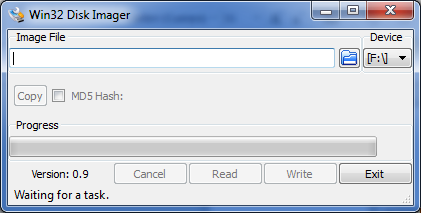 Win32 Disk Imager
Image File Device
[F:\]
Copy MD5 Hash:
Progress
Version: 0.9 Cancel Read Write Exit
Waiting for a task.